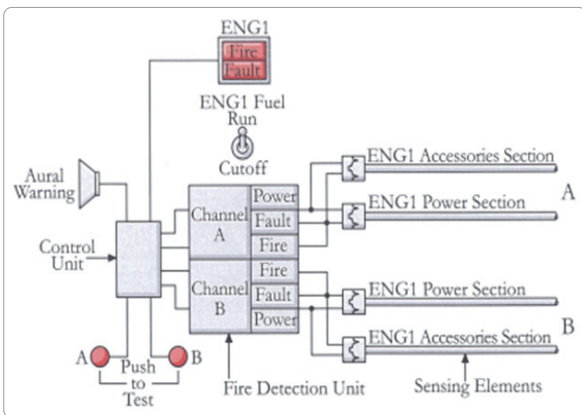 ENG1
Fire
Fault
ENG1 Fuel
Run
Cutoff
Aural
Warning
Control
Unit
Channel
A
Power
Fault
Fire
Channel
B
Fire
Fault
Power
ENG1 Accessories Section
ENG1 Power Section
A
ENG1 Power Section
ENG1 Accessories Section
B
A
B
Push
to
Test
Fire Detection Unit
Sensing Elements